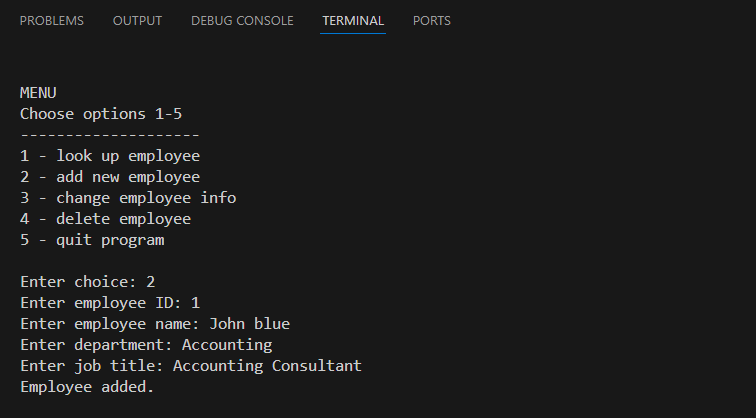 PROBLEMS OUTPUT DEBUG CONSOLE TERMINAL PORTS
MENU
Choose options 1-5
--------------------
1 - look up employee
2 - add new employee
3 - change employee info
4 - delete employee
5 - quit program
Enter choice: 2
Enter employee ID: 1
Enter employee name: John blue
Enter department: Accounting
Enter job title: Accounting Consultant
Employee added.